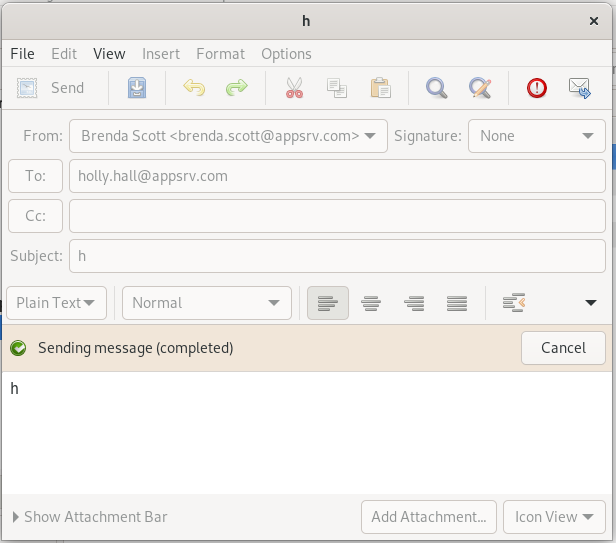 h
File Edit View Insert Format Options
Send
From: Brenda Scott <brenda.scott@appsrv.com> Signature: None
To: holly.hall@appsrv.com
Cc:
Subject: h
Plain Text Normal
Sending message (completed) Cancel
h
Show Attachment Bar Add Attachment... Icon View